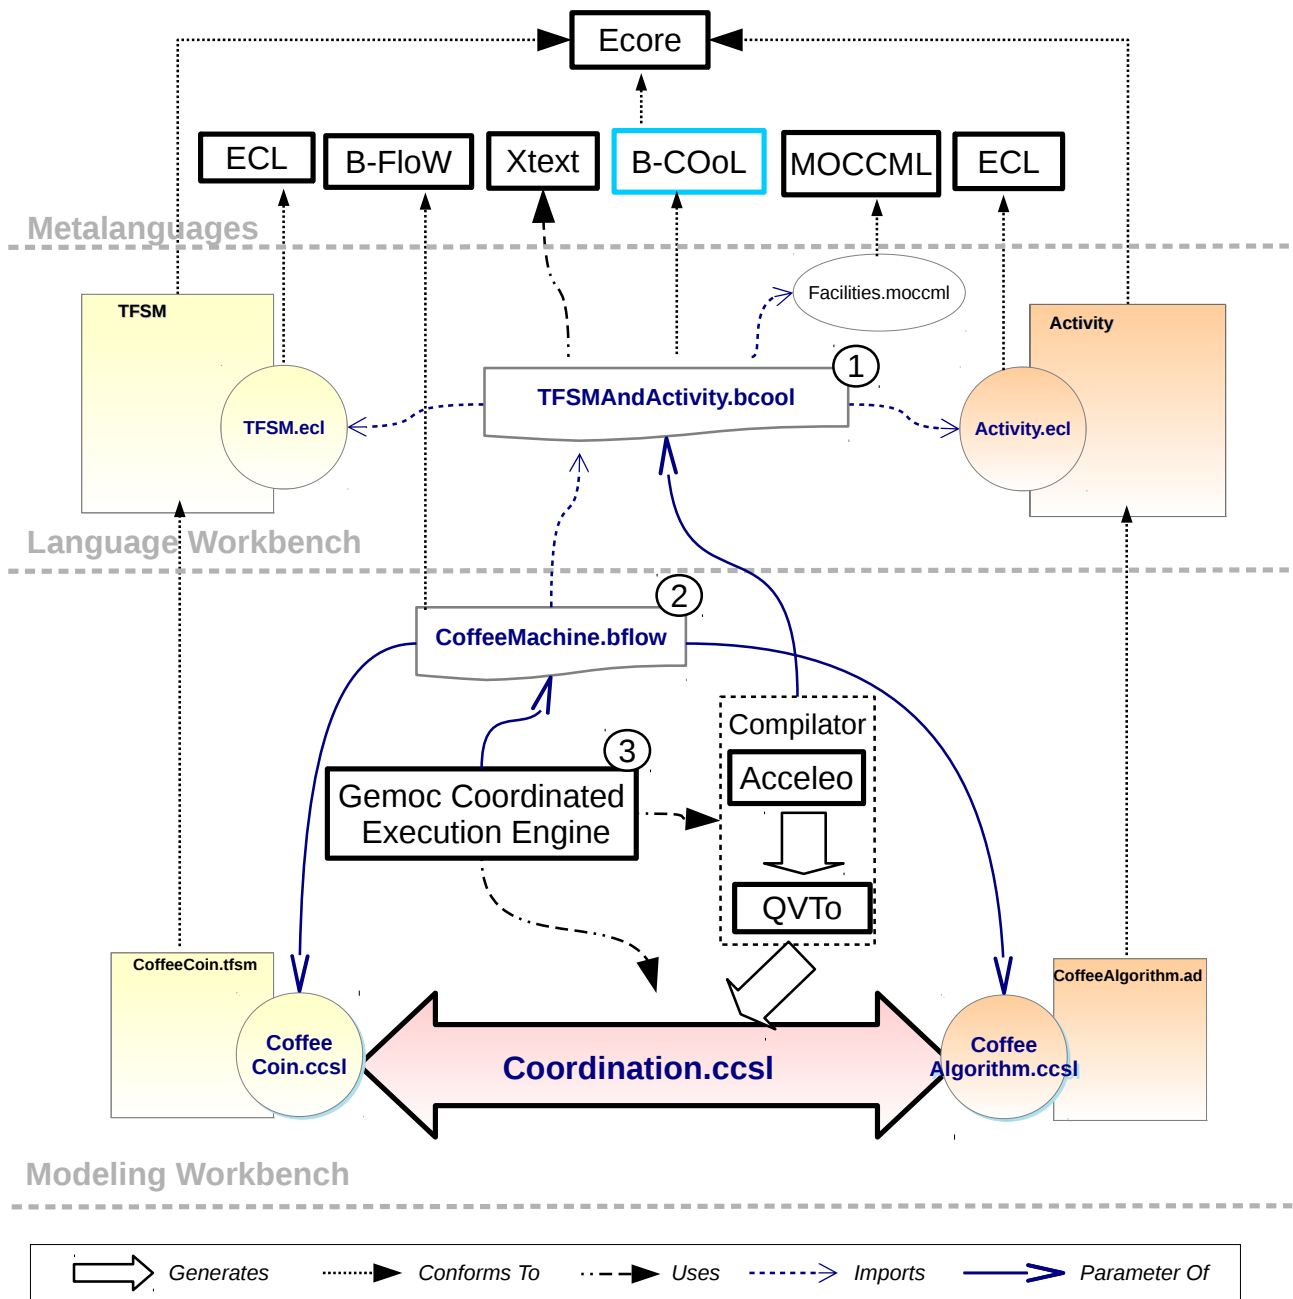 Ecore
ECL
B-FloW
Xtext
B-COoL
MOCCML
ECL
Metalanguages
TFSM
Facilities.moccml
Activity
1
TFSMAndActivity.bcool
TFSM.ecl
Activity.ecl
Language Workbench
2
CoffeeMachine.bflow
Compilator
3
Acceleo
Gemoc Coordinated
Execution Engine
QVTo
CoffeeCoin.tfsm
CoffeeAlgorithm.ad
Coffee
Coin.ccsl
Coordination.ccsl
Coffee
Algorithm.ccsl
Modeling Workbench
Generates
Conforms To
Uses
Imports
Parameter Of